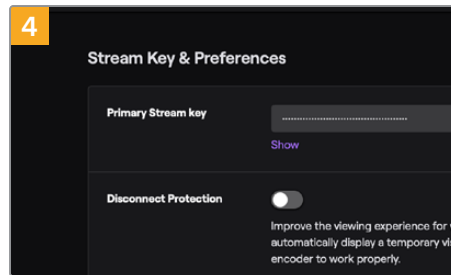 4
Stream Key & Preferences
Primary Stream key
Show
Disconnect Protection
Improve the viewing experience for
automatically display a temporary
encoder to work properly.